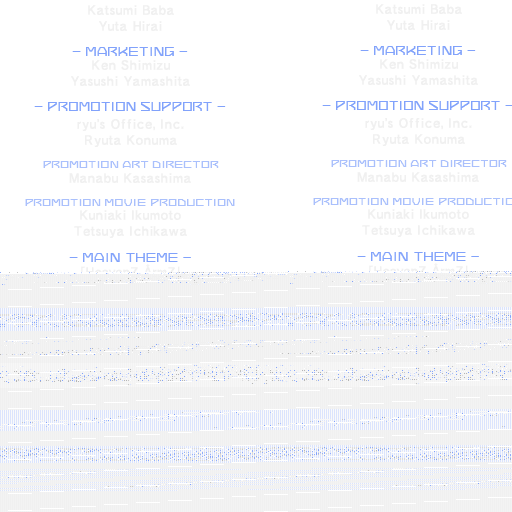 Katsumi Baba
Yuta Hirai
– MARKETING –
Ken Shimizu
Yasushi Yamashita
– PROMOTION SUPPORT –
ryu's Office, Inc.
Ryuta Konuma
PROMOTION ART DIRECTOR
Manabu Kasashima
PROMOTION MOVIE PRODUCTION
Kuniaki Ikumoto
Tetsuya Ichikawa
– MAIN THEME –
Katsumi Baba
Yuta Hirai
– MARKETING –
Ken Shimizu
Yasushi Yamashita
– PROMOTION SUPPORT –
ryu's Office, Inc.
Ryuta Konuma
PROMOTION ART DIRECTOR
Manabu Kasashima
PROMOTION MOVIE PRODUCTIO
Kuniaki Ikumoto
Tetsuya Ichikawa
– MAIN THEME –